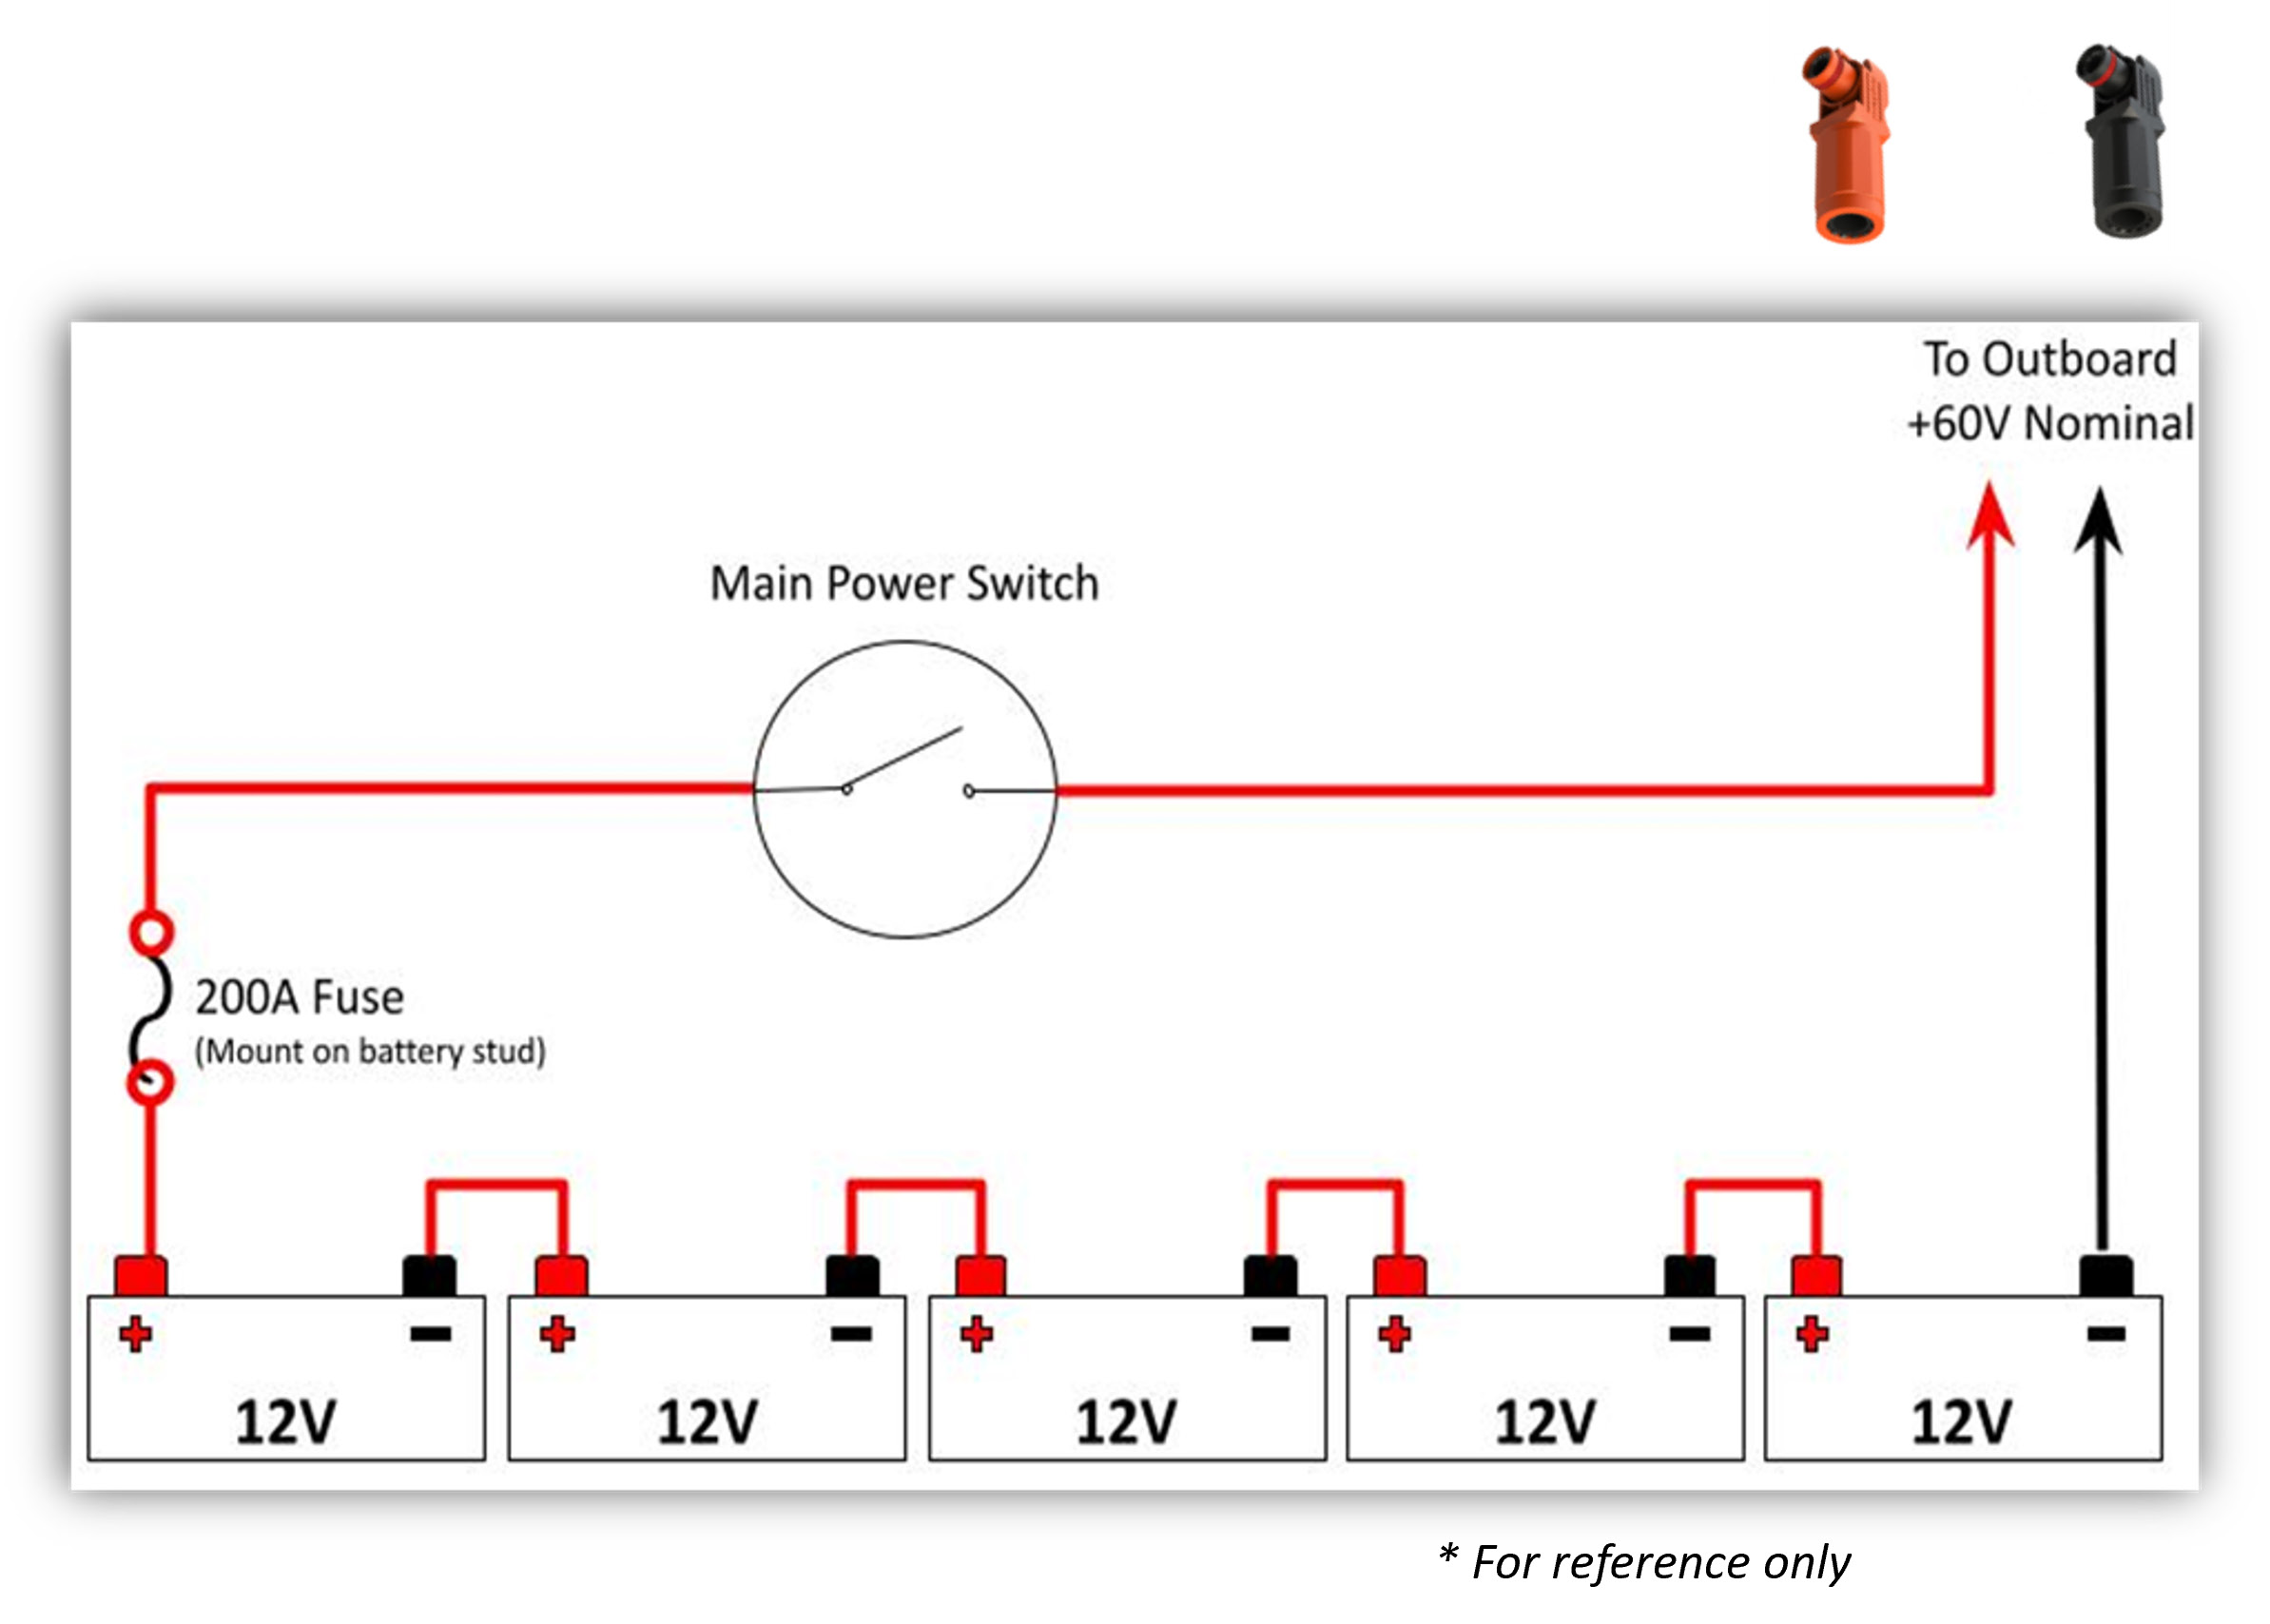 To Outboard
+60V Nominal
Main Power Switch
200A Fuse
(Mount on battery stud)
12V
12V
12V
12V
12V
* For reference only